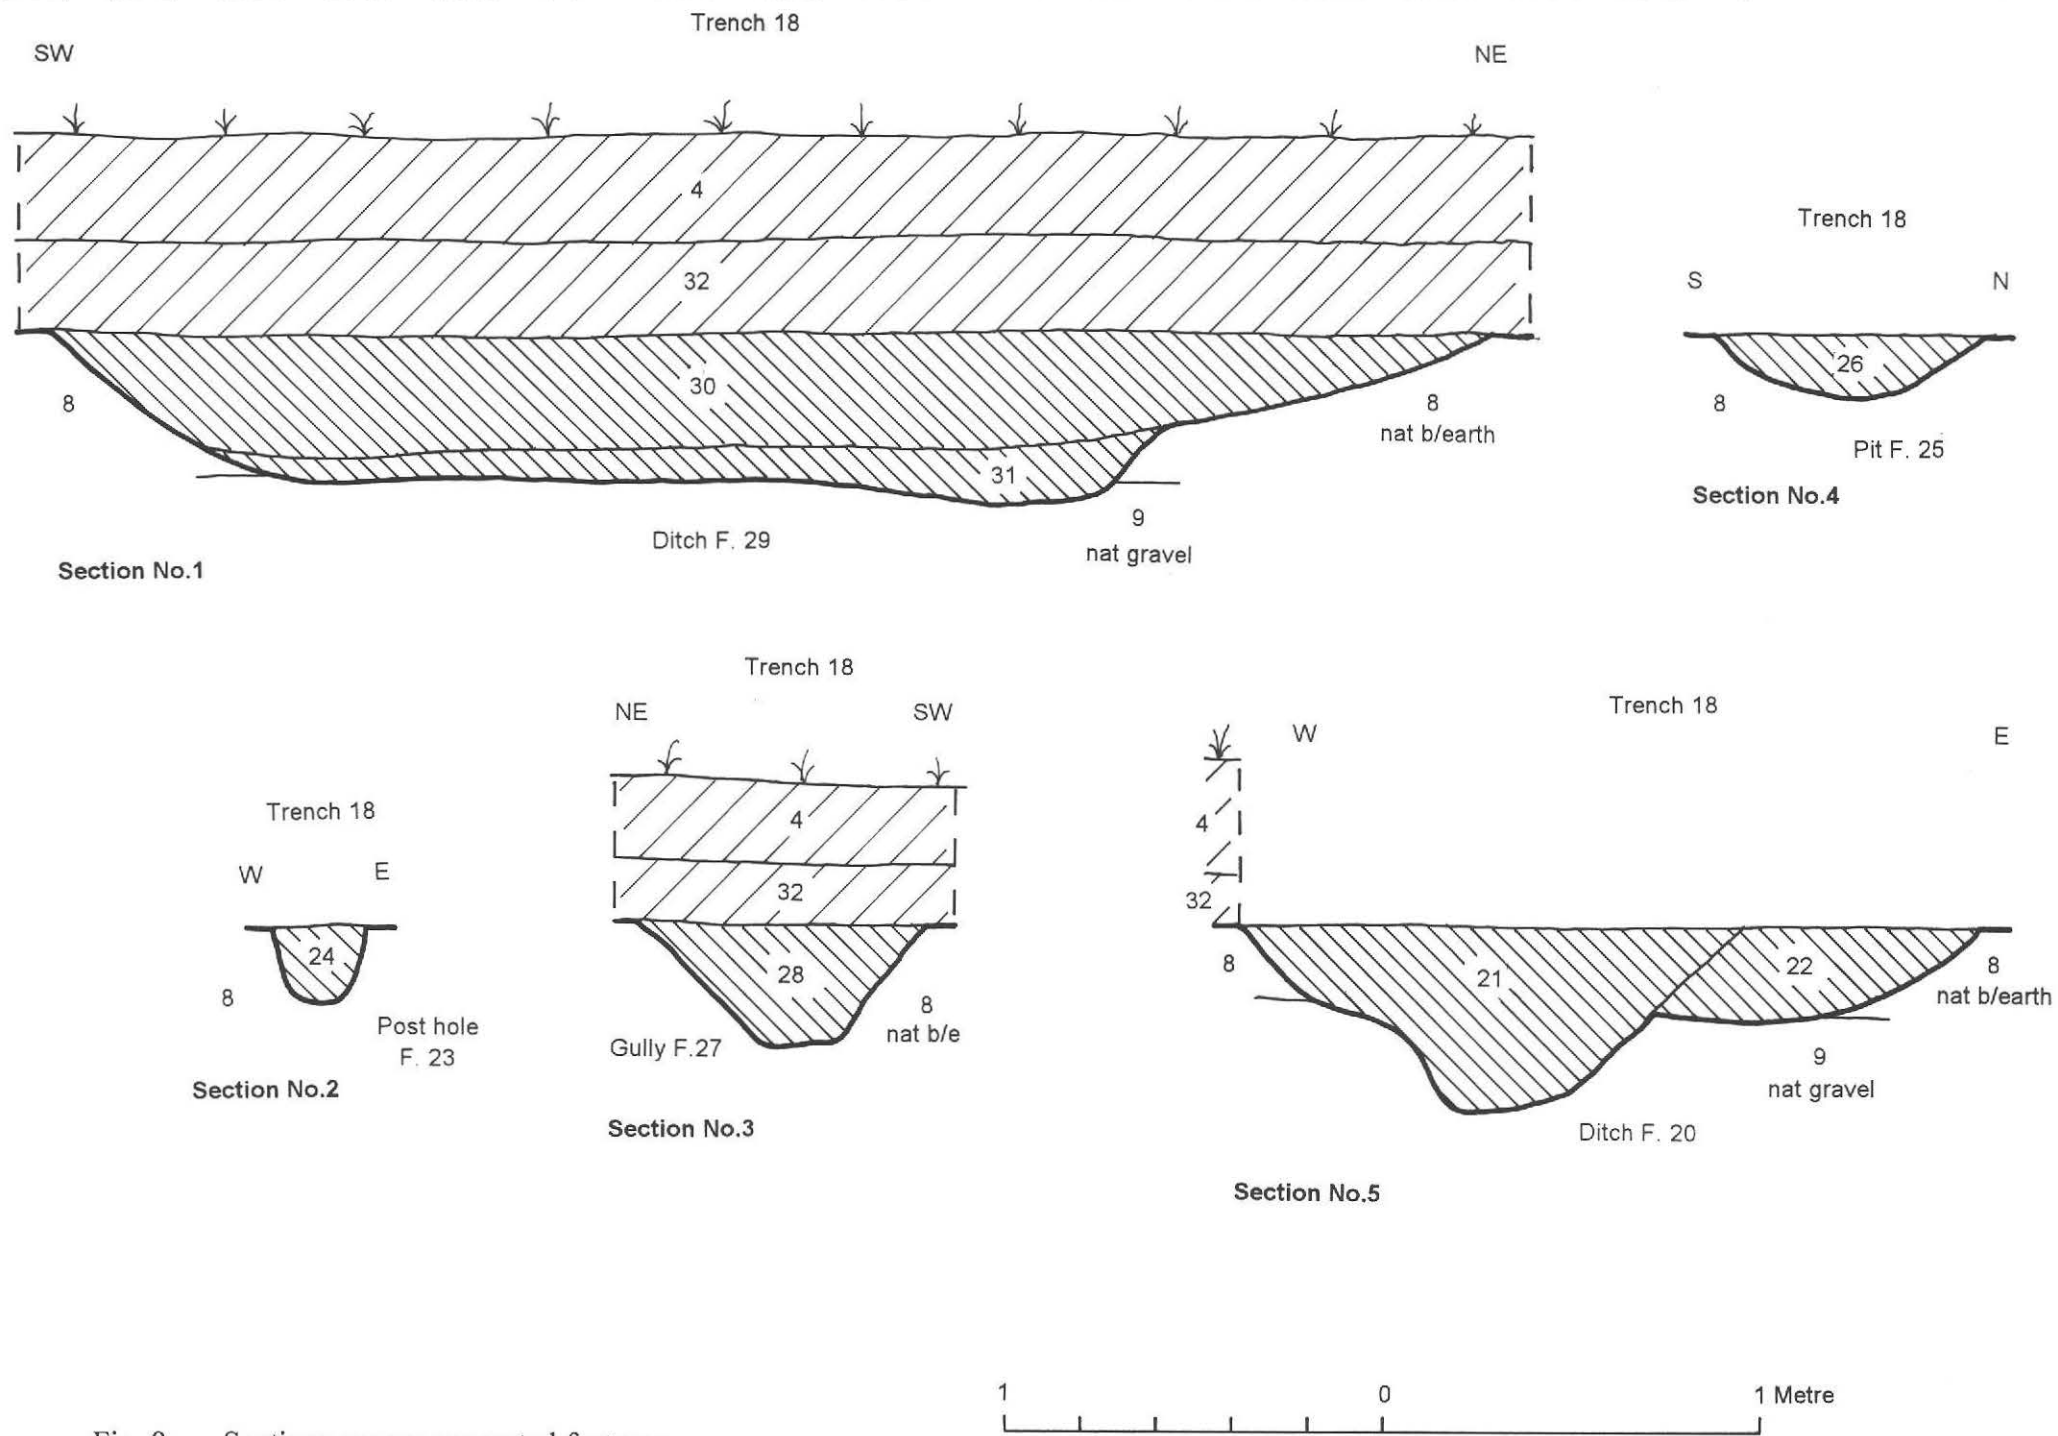 Trench 18
SW
NE
4
32
30
8
8
nat b/earth
31
9
nat gravel
Ditch F. 29
Section No.1
Trench 18
S
N
26
8
Pit F. 25
Section No.4
Trench 18
W
E
24
8
Post hole
F. 23
Section No.2
Trench 18
NE
SW
4
32
28
8
nat b/e
Gully F.27
Section No.3
Trench 18
W
E
4
32
8
21
22
8
nat b/earth
9
nat gravel
Ditch F. 20
Section No.5
1 0 1 Metre